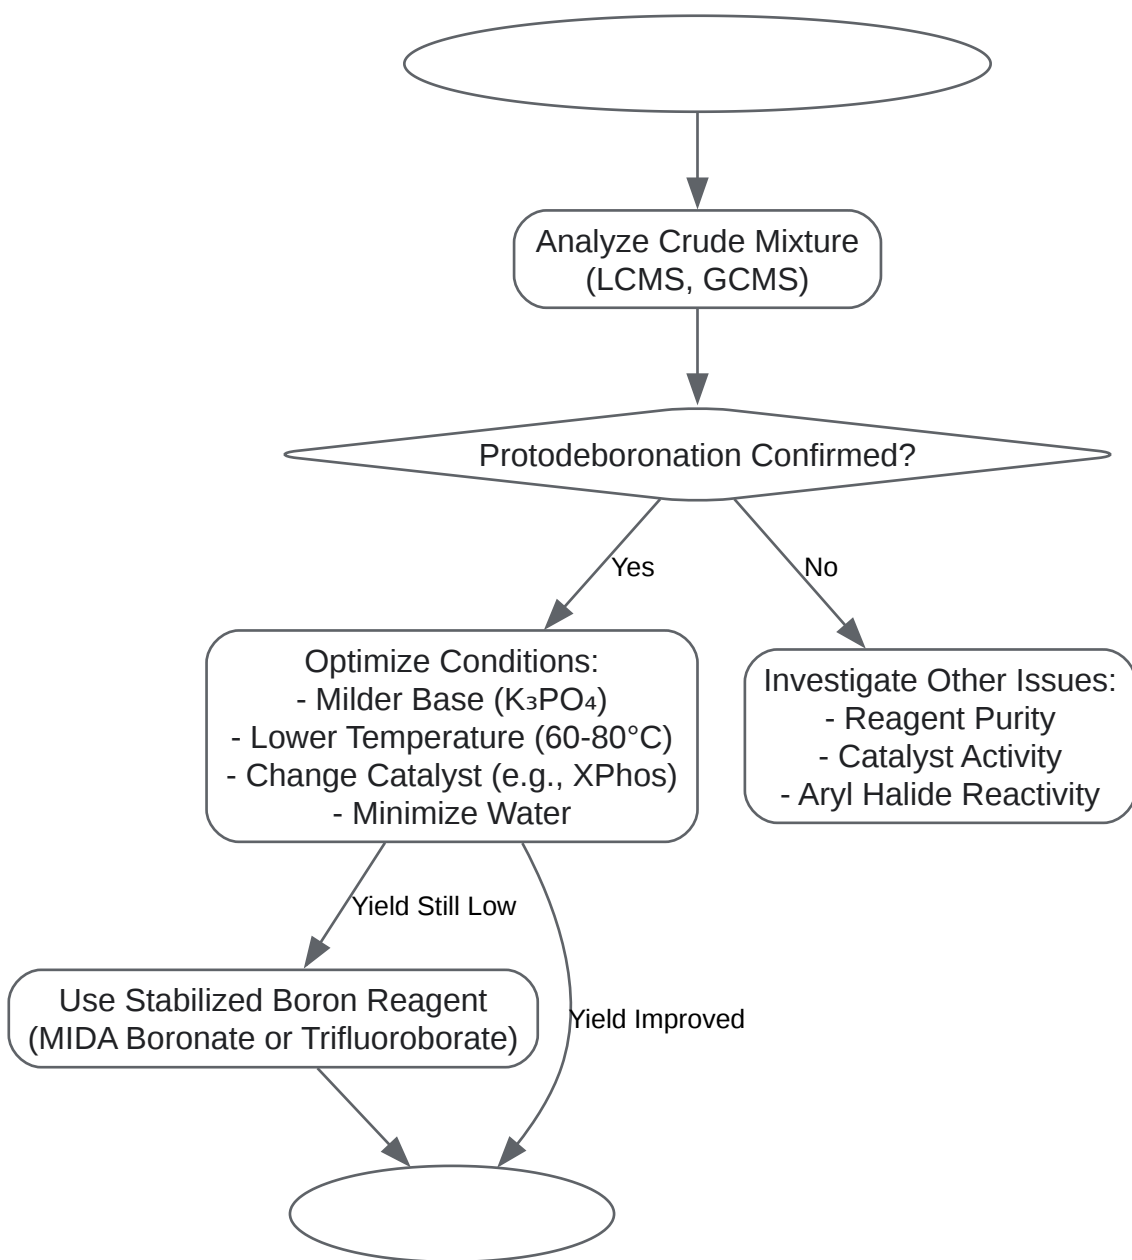 Analyze Crude Mixture
(LCMS, GCMS)
Protodeboronation Confirmed?
Yes
No
Optimize Conditions:
- Milder Base (K₃PO₄)
- Lower Temperature (60-80°C)
- Change Catalyst (e.g., XPhos)
- Minimize Water
Investigate Other Issues:
- Reagent Purity
- Catalyst Activity
- Aryl Halide Reactivity
Yield Still Low
Use Stabilized Boron Reagent
(MIDA Boronate or Trifluoroborate)
Yield Improved